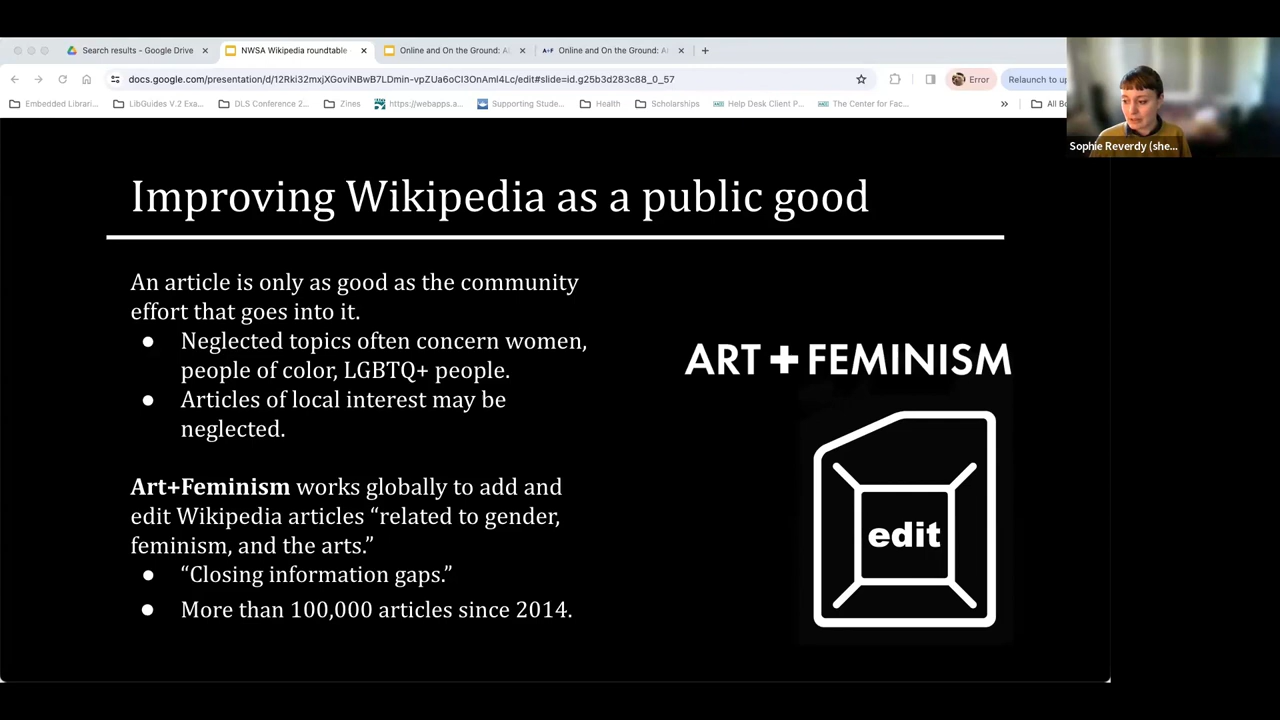 Search results - Google Drive
NWSA Wikipedia roundtable
Online and On the Ground: A
A+F Online and On the Ground: A
docs.google.com/presentation/d/12Rki32mxjXGoviNBwB7LDmin-vpZUa6oCI3OnAmI4Lc/edit#slide=id.g25b3d283c88_0_57
Error
Relaunch to up
Embedded Librari...
LibGuides V.2 Exa...
DLS Conference 2...
Zines
https://webapps.a...
Supporting Stude...
Health
Scholarships
Help Desk Client P...
The Center for Fac...
»
All Bo
Sophie Reverdy (she...
Improving Wikipedia as a public good
An article is only as good as the community
effort that goes into it.
● Neglected topics often concern women,
people of color, LGBTQ+ people.
● Articles of local interest may be
neglected.
Art+Feminism works globally to add and
edit Wikipedia articles “related to gender,
feminism, and the arts.”
● “Closing information gaps.”
● More than 100,000 articles since 2014.
ART + FEMINISM
edit